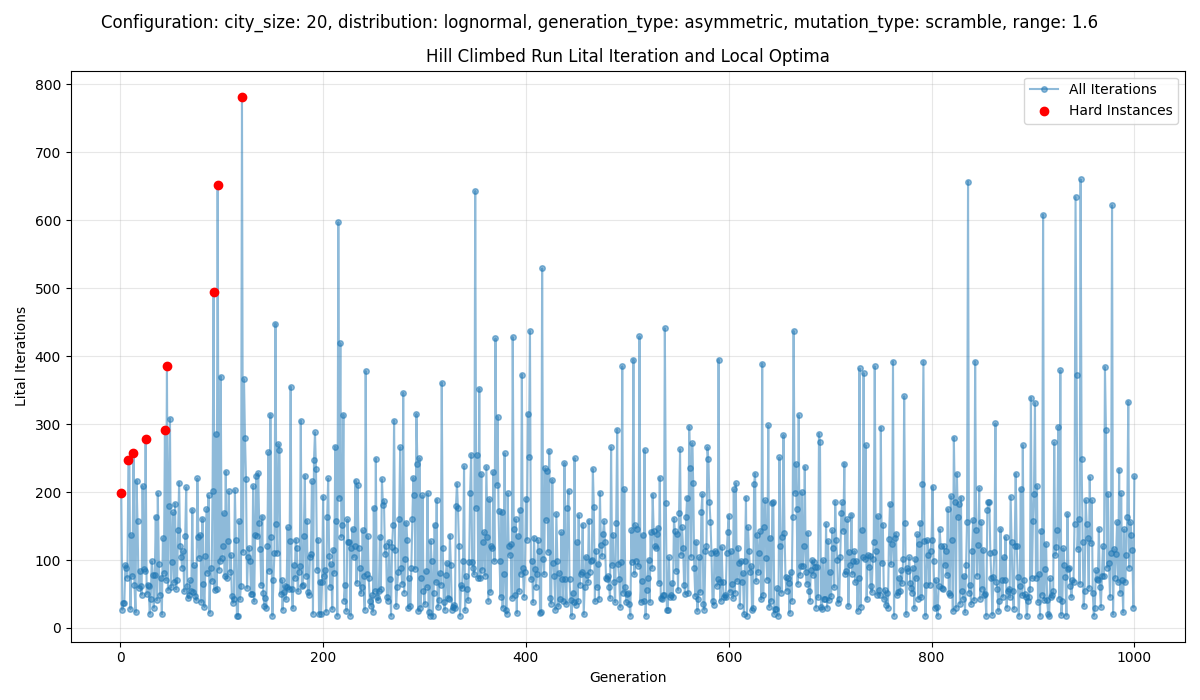 Configuration: city_size: 20, distribution: lognormal, generation_type: asymmetric, mutation_type: scramble, range: 1.6
Hill Climbed Run Lital Iteration and Local Optima
All Iterations
Hard Instances
Lital Iterations
800
700
600
500
400
300
200
100
0
0 200 400 600 800 1000
Generation